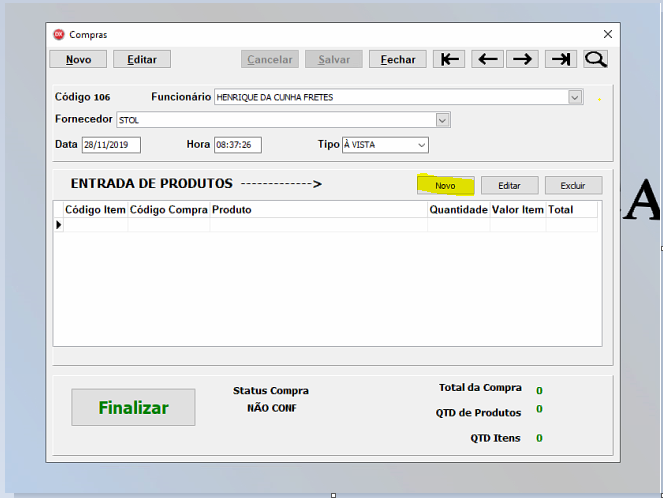 Compras
Novo Editar Cancelar Salvar Fechar
Código 106 Funcionário HENRIQUE DA CUNHA FRETES
Fornecedor STOL
Data 28/11/2019 Hora 08:37:26 Tipo À VISTA
ENTRADA DE PRODUTOS -------------> Novo Editar Excluir
Código Item Código Compra Produto Quantidade Valor Item Total
Finalizar
Status Compra
NÃO CONF
Total da Compra 0
QTD de Produtos 0
QTD Itens 0
A